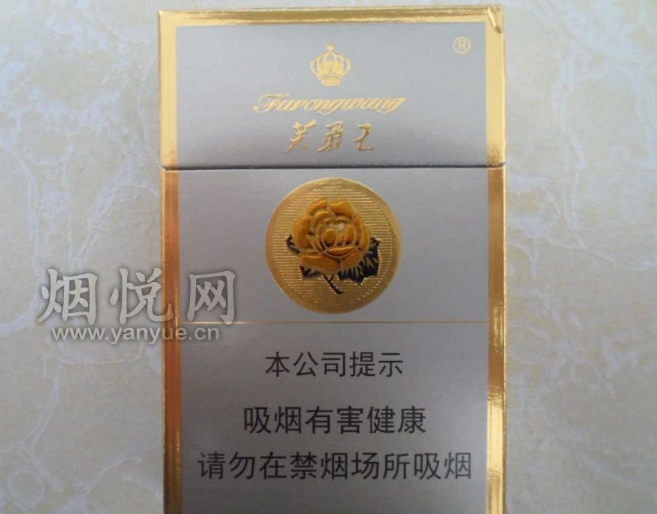 ®
Furongwang
芙蓉王
烟悦网
www.yanyue.cn
本公司提示
吸烟有害健康
请勿在禁烟场所吸烟